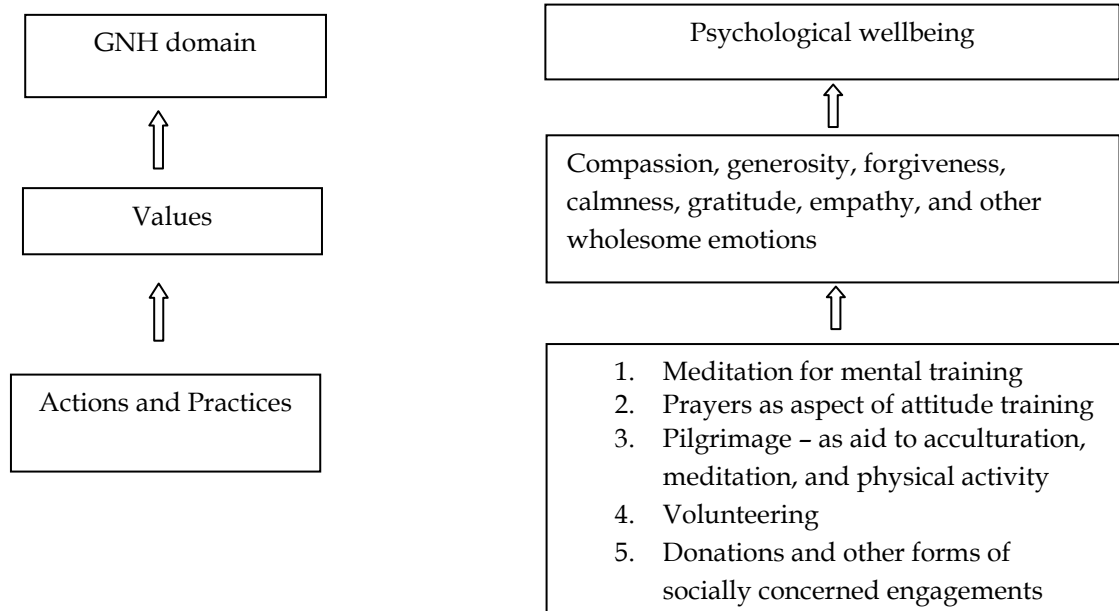 GNH domain
Psychological wellbeing
Values
Compassion, generosity, forgiveness,
calmness, gratitude, empathy, and other
wholesome emotions
Actions and Practices
1. Meditation for mental training
2. Prayers as aspect of attitude training
3. Pilgrimage – as aid to acculturation,
meditation, and physical activity
4. Volunteering
5. Donations and other forms of
socially concerned engagements